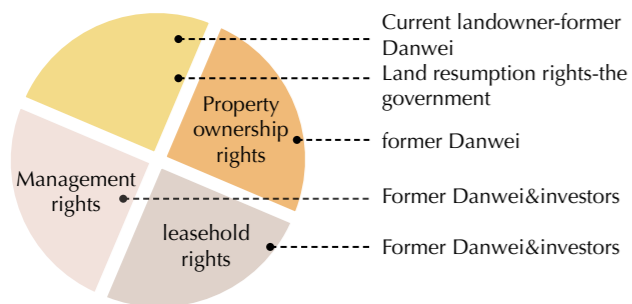 Current landowner-former
Danwei
Land resumption rights-the
government
Property
ownership
rights
former Danwei
Management
rights
Former Danwei&investors
leasehold
rights
Former Danwei&investors